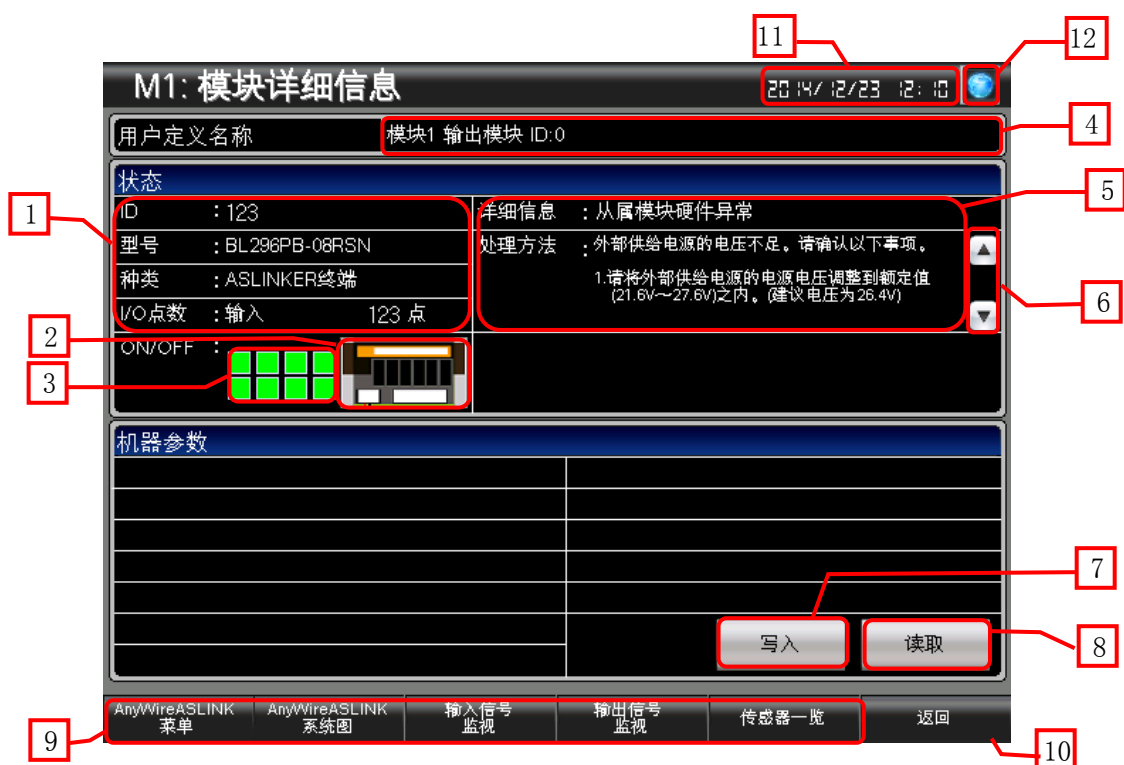 11
12
M1: 模块详细信息
2014/12/23 12:10
用户定义名称
模块1 输出模块 ID:0
4
状态
5
1
ID : 123
详细信息 : 从属模块硬件异常
型号 : BL296PB-08RSN
处理方法 : 外部供给电源的电压不足。请确认以下事项。
种类 : ASLINKER终端
1.请将外部供给电源的电源电压调整到额定值
(21.6V~27.6V)之内。(建议电压为26.4V)
6
I/O点数 : 输入 123 点
2
ON/OFF :
3
机器参数
7
写入
读取
8
AnyWireASLINK
菜单
AnyWireASLINK
系统图
输入信号
监视
输出信号
监视
传感器一览
返回
9
10